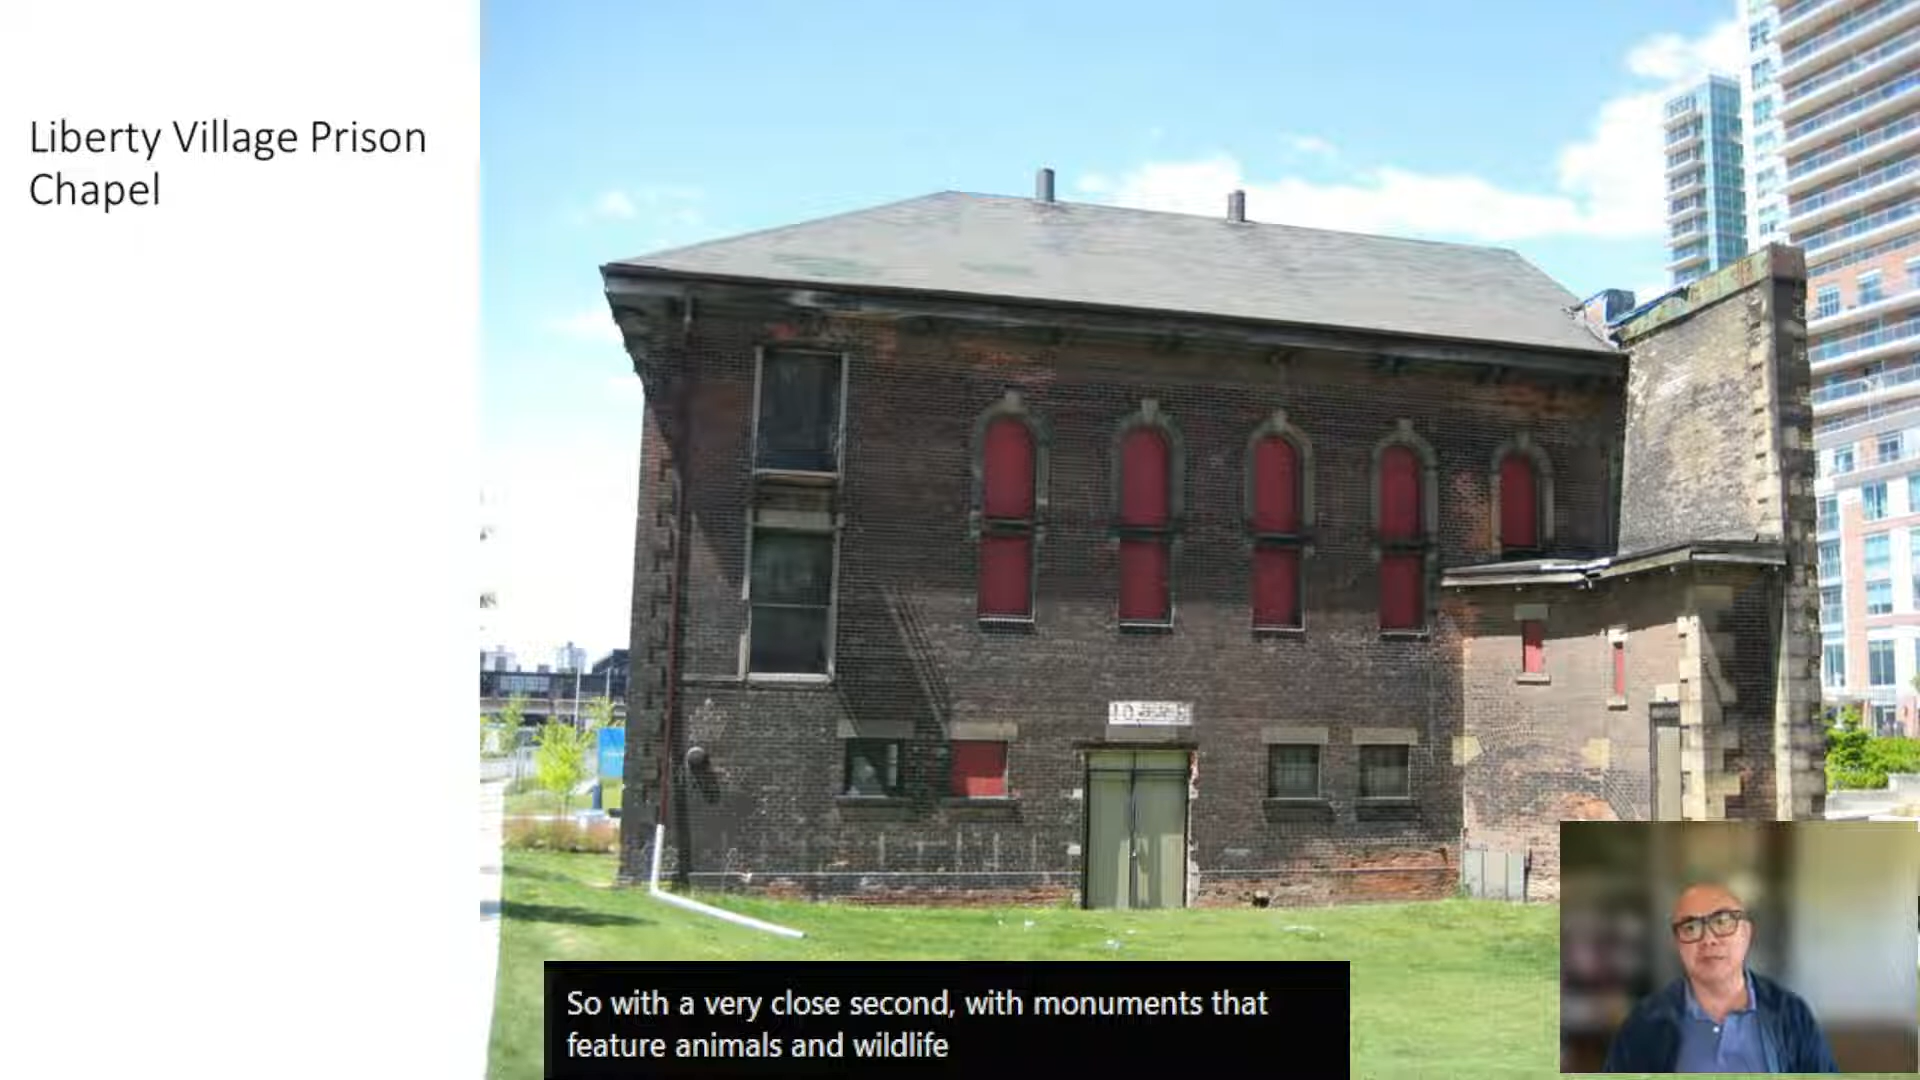 Liberty Village Prison
Chapel
So with a very close second, with monuments that
feature animals and wildlife